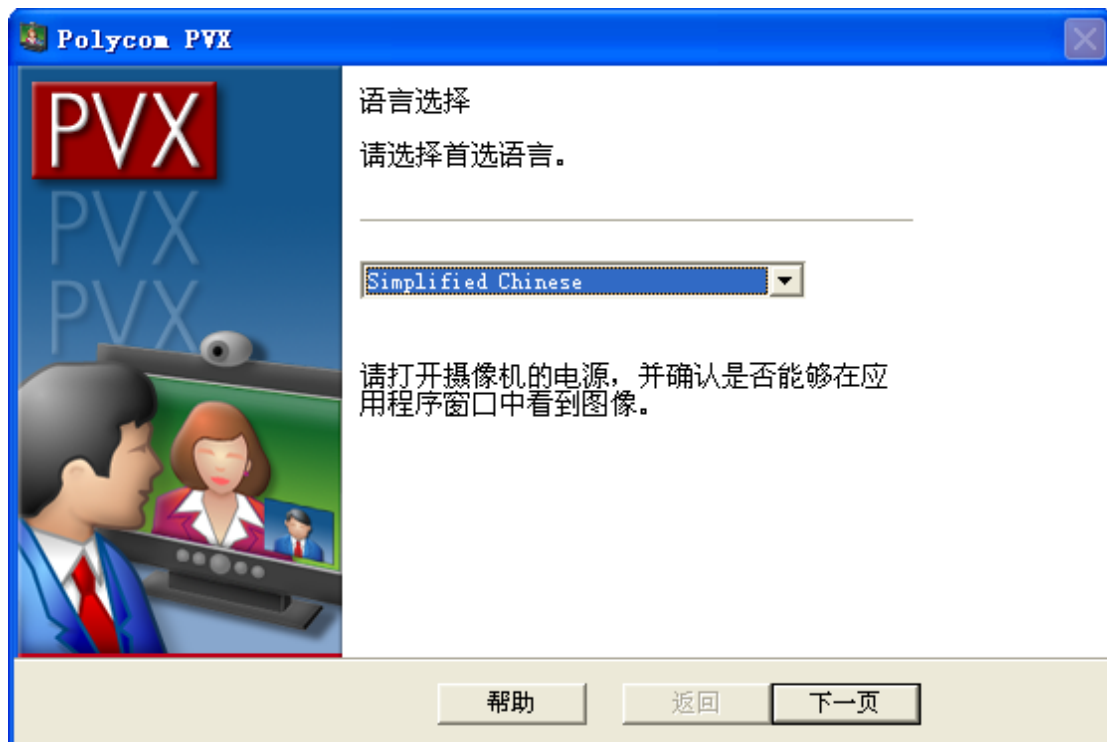 Polycom PVX
PVX
PVX
PVX
语言选择
请选择首选语言。
Simplified Chinese
请打开摄像机的电源，并确认是否能够在应
用程序窗口中看到图像。
帮助
返回
下一页